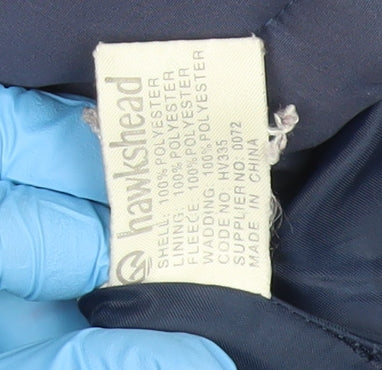 hawkshead
SHELL: 100% POLYESTER
LINING: 100% POLYESTER
FLEECE: 100% POLYESTER
WADDING: 100% POLYESTER
CODE NO. HV335
SUPPLIER NO. 0072
MADE IN CHINA